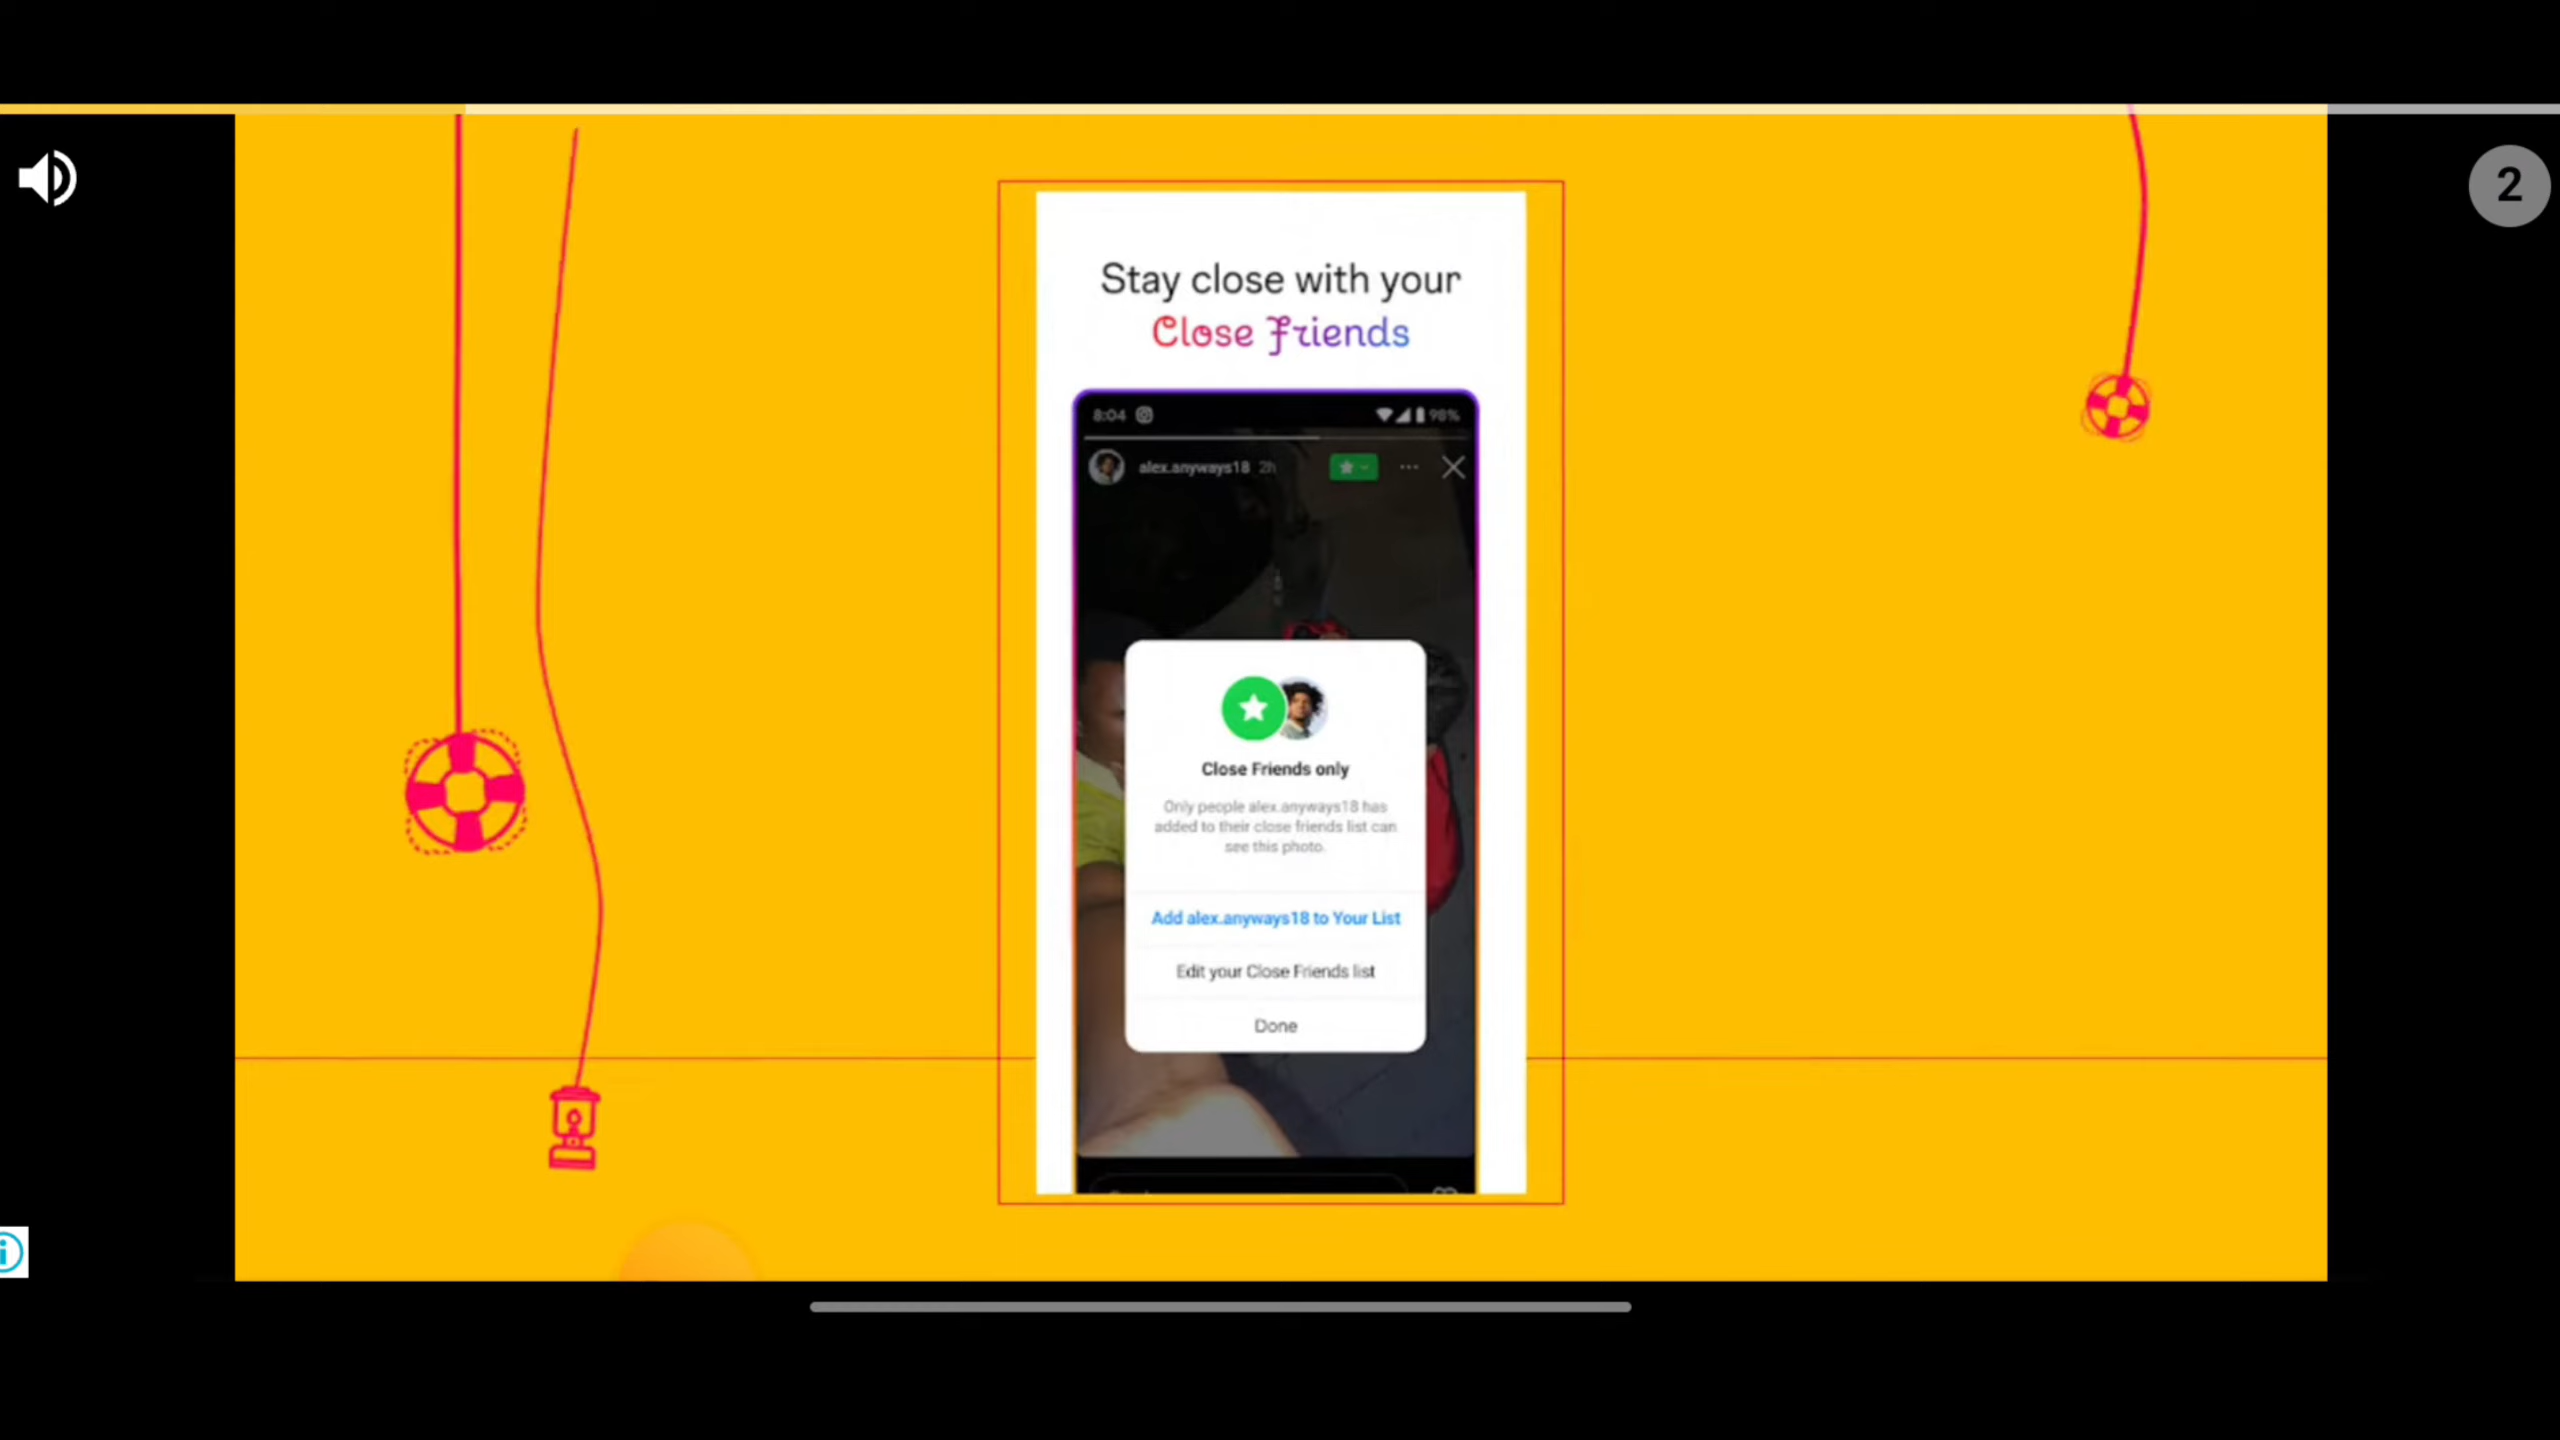 2
Stay close with your
Close Friends
8:04
98%
alex.anyways18 2h
Close Friends only
Only people alex.anyways18 has
added to their close friends list can
see this photo.
Add alex.anyways18 to Your List
Edit your Close Friends list
Done